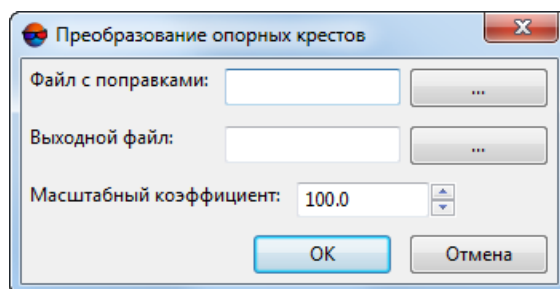 Преобразование опорных крестов
Файл с поправками: ...
Выходной файл: ...
Масштабный коэффициент: 100.0
OK Отмена